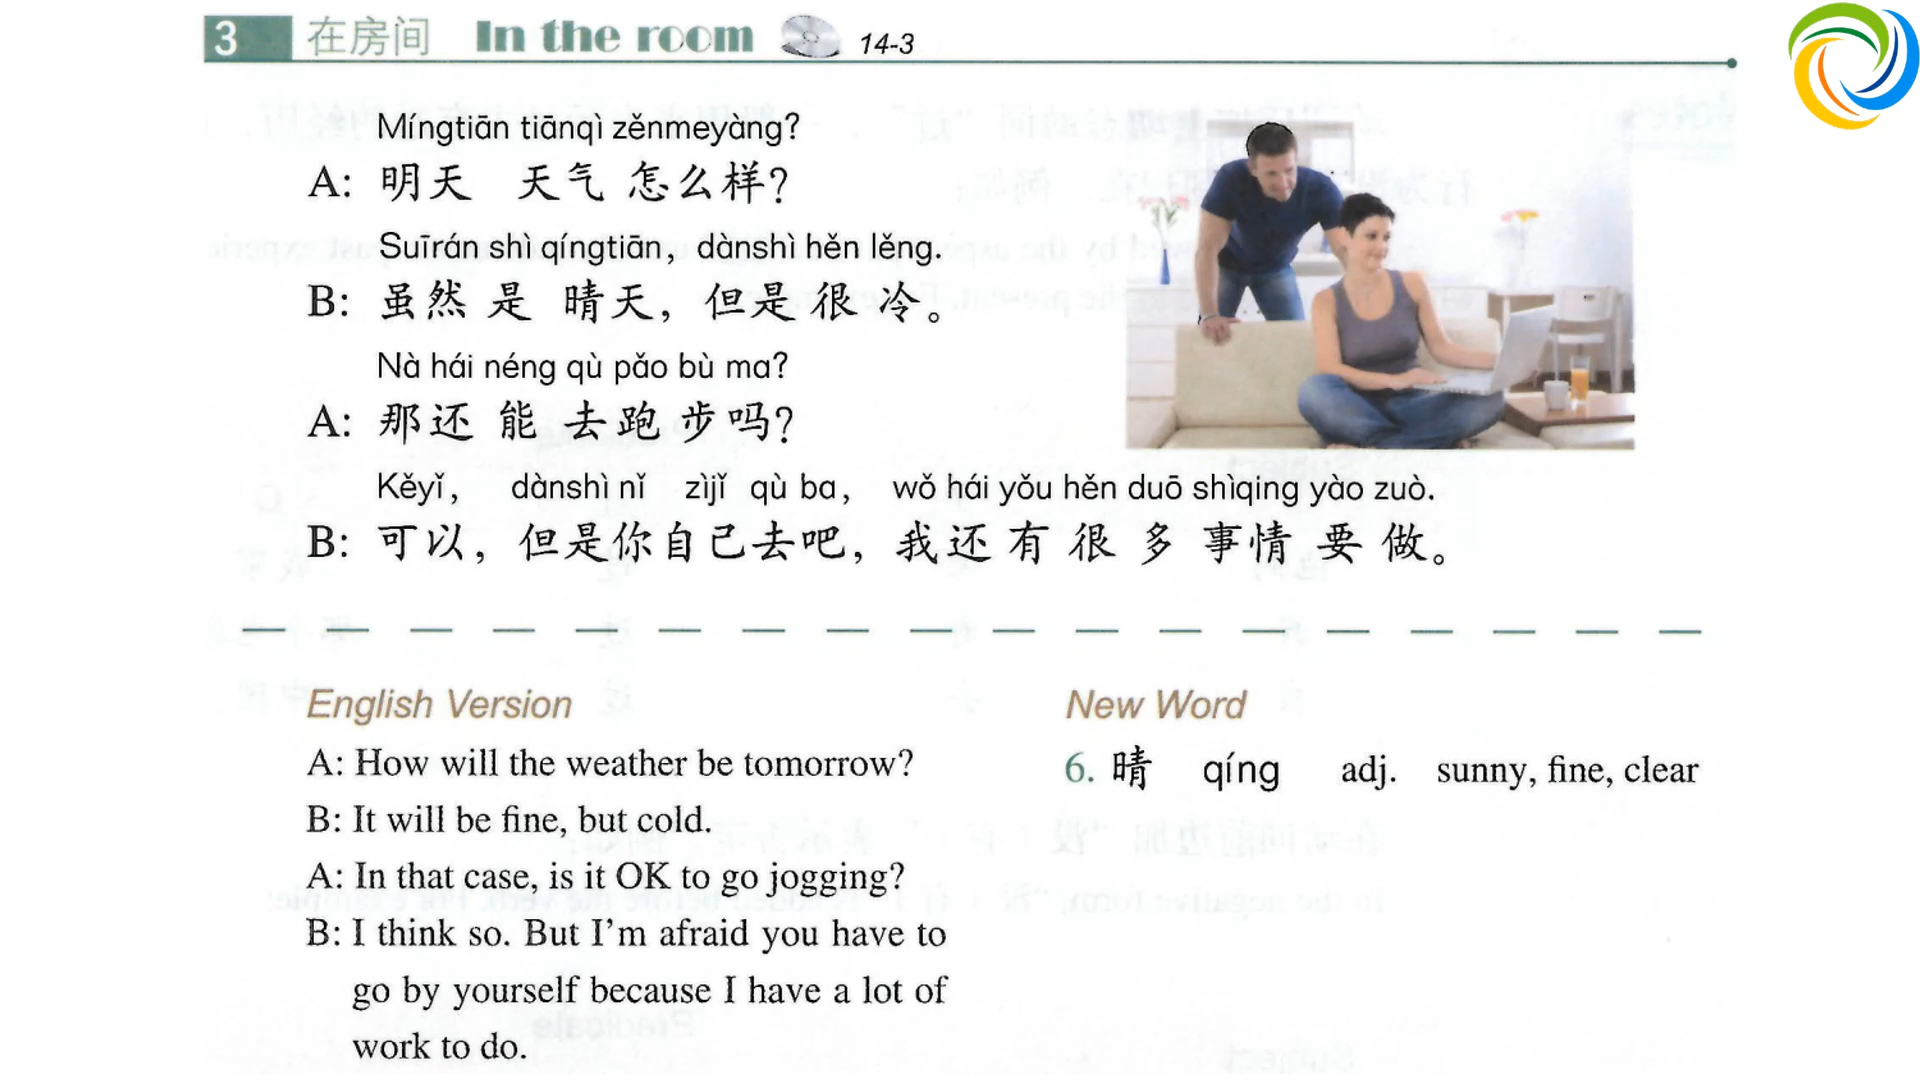 3 在房间 In the room 14-3
Míngtiān tiānqì zěnmeyàng?
A: 明天 天气 怎么样?
Suīrán shì qíngtiān, dànshì hěn lěng.
B: 虽然 是 晴天, 但是 很 冷。
Nà hái néng qù pǎo bù ma?
A: 那还 能 去 跑 步 吗?
Kěyǐ, dànshì nǐ zìjǐ qù ba, wǒ hái yǒu hěn duō shìqing yào zuò.
B: 可以, 但是你自己去吧, 我还 有 很 多 事情 要 做。
English Version
A: How will the weather be tomorrow?
B: It will be fine, but cold.
A: In that case, is it OK to go jogging?
B: I think so. But I'm afraid you have to
go by yourself because I have a lot of
work to do.
New Word
6. 晴 qíng adj. sunny, fine, clear